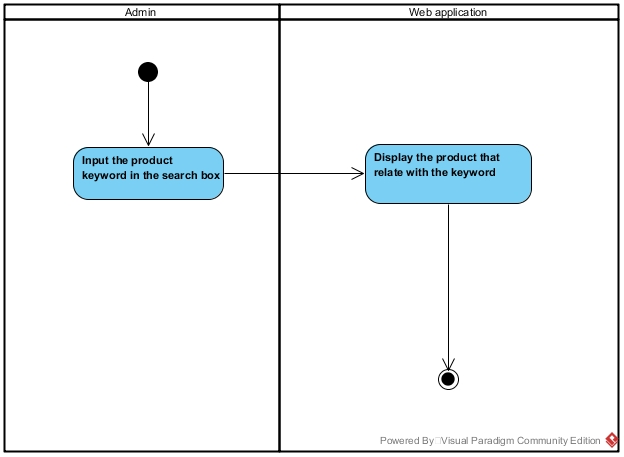 Admin
Web application
Input the product
keyword in the search box
Display the product that
relate with the keyword
Powered By Visual Paradigm Community Edition